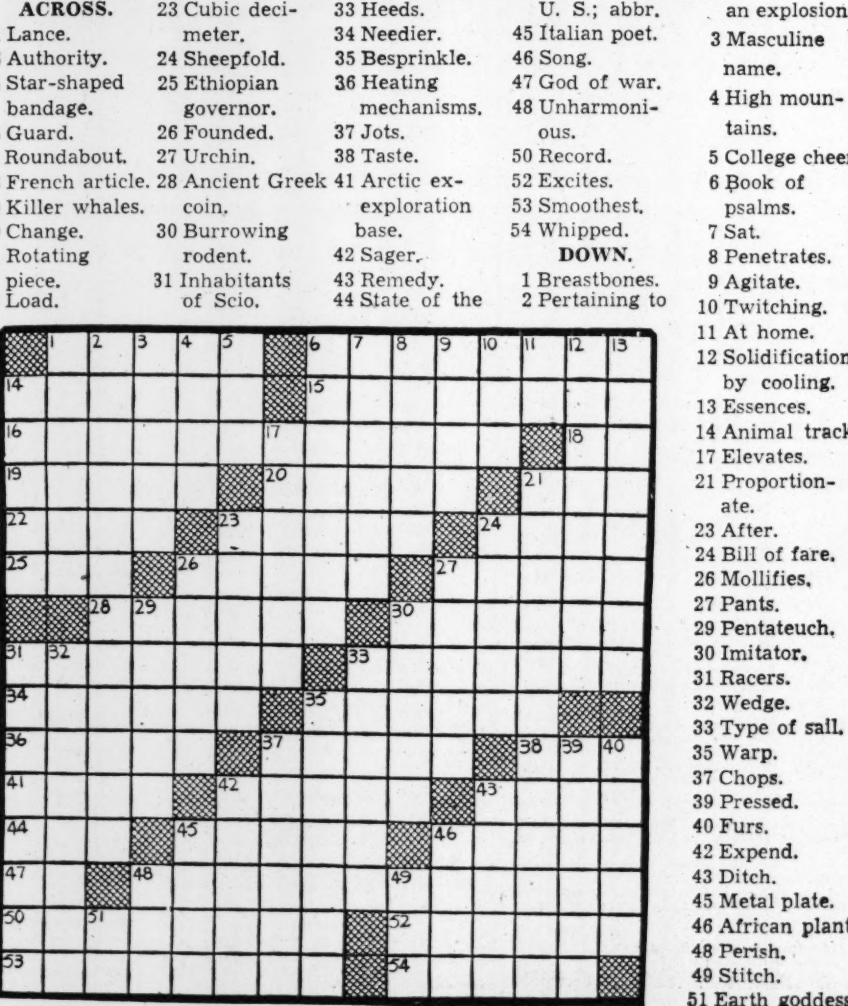 ACROSS.
Lance.
Authority.
Star-shaped
bandage.
Guard.
Roundabout.
French article.
Killer whales.
Change.
Rotating
piece.
Load.
23 Cubic deci-
meter.
24 Sheepfold.
25 Ethiopian
governor.
26 Founded.
27 Urchin.
28 Ancient Greek
coin.
30 Burrowing
rodent.
31 Inhabitants
of Scio.
33 Heeds.
34 Needier.
35 Besprinkle.
36 Heating
mechanisms.
37 Jots.
38 Taste.
41 Arctic ex-
exploration
base.
42 Sager.
43 Remedy.
44 State of the
U. S.; abbr.
45 Italian poet.
46 Song.
47 God of war.
48 Unharmoni-
ous.
50 Record.
52 Excites.
53 Smoothest.
54 Whipped.
DOWN.
1 Breastbones.
2 Pertaining to
an explosion
3 Masculine
name.
4 High moun-
tains.
5 College cheer
6 Book of
psalms.
7 Sat.
8 Penetrates.
9 Agitate.
10 Twitching.
11 At home.
12 Solidification
by cooling.
13 Essences.
14 Animal track
17 Elevates.
21 Proportion-
ate.
23 After.
24 Bill of fare.
26 Mollifies.
27 Pants.
29 Pentateuch.
30 Imitator.
31 Racers.
32 Wedge.
33 Type of sail.
35 Warp.
37 Chops.
39 Pressed.
40 Furs.
42 Expend.
43 Ditch.
45 Metal plate.
46 African plant
48 Perish.
49 Stitch.
51 Earth goddess
1 2 3 4 5 6 7 8 9 10 11 12 13
14 15
16 17 18
19 20 21
22 23 24
25 26 27
28 29 30
31 32 33
34 35
36 37 38 39 40
41 42 43
44 45 46
47 48 49
50 51 52
53 54